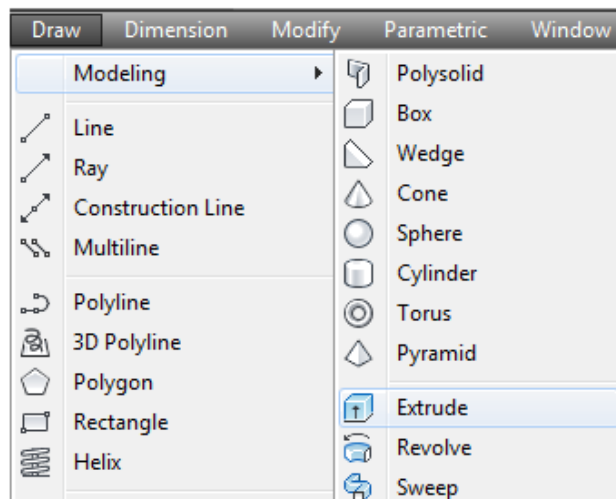 Draw Dimension Modify Parametric Window
Modeling
Line
Ray
Construction Line
Multiline
Polyline
3D Polyline
Polygon
Rectangle
Helix
Polysolid
Box
Wedge
Cone
Sphere
Cylinder
Torus
Pyramid
Extrude
Revolve
Sweep